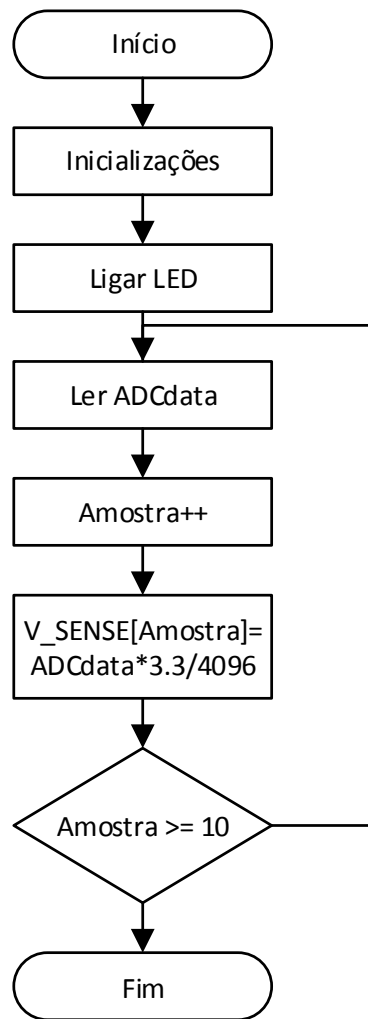 Início
Inicializações
Ligar LED
Ler ADCdata
Amostra++
V_SENSE[Amostra]=
ADCdata*3.3/4096
Amostra >= 10
Fim